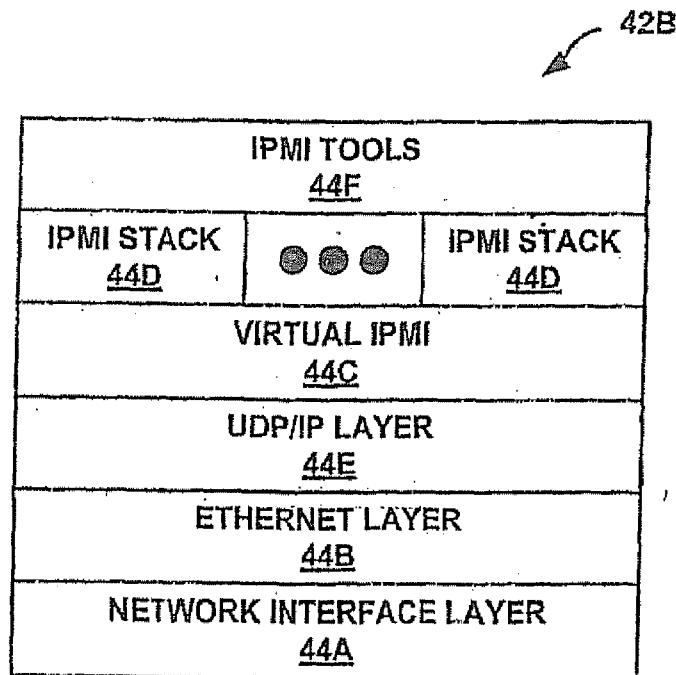 42B
IPMI TOOLS
44F
IPMI STACK IPMI STACK
44D 44D
VIRTUAL IPMI
44C
UDP/IP LAYER
44E
ETHERNET LAYER
44B
NETWORK INTERFACE LAYER
44A